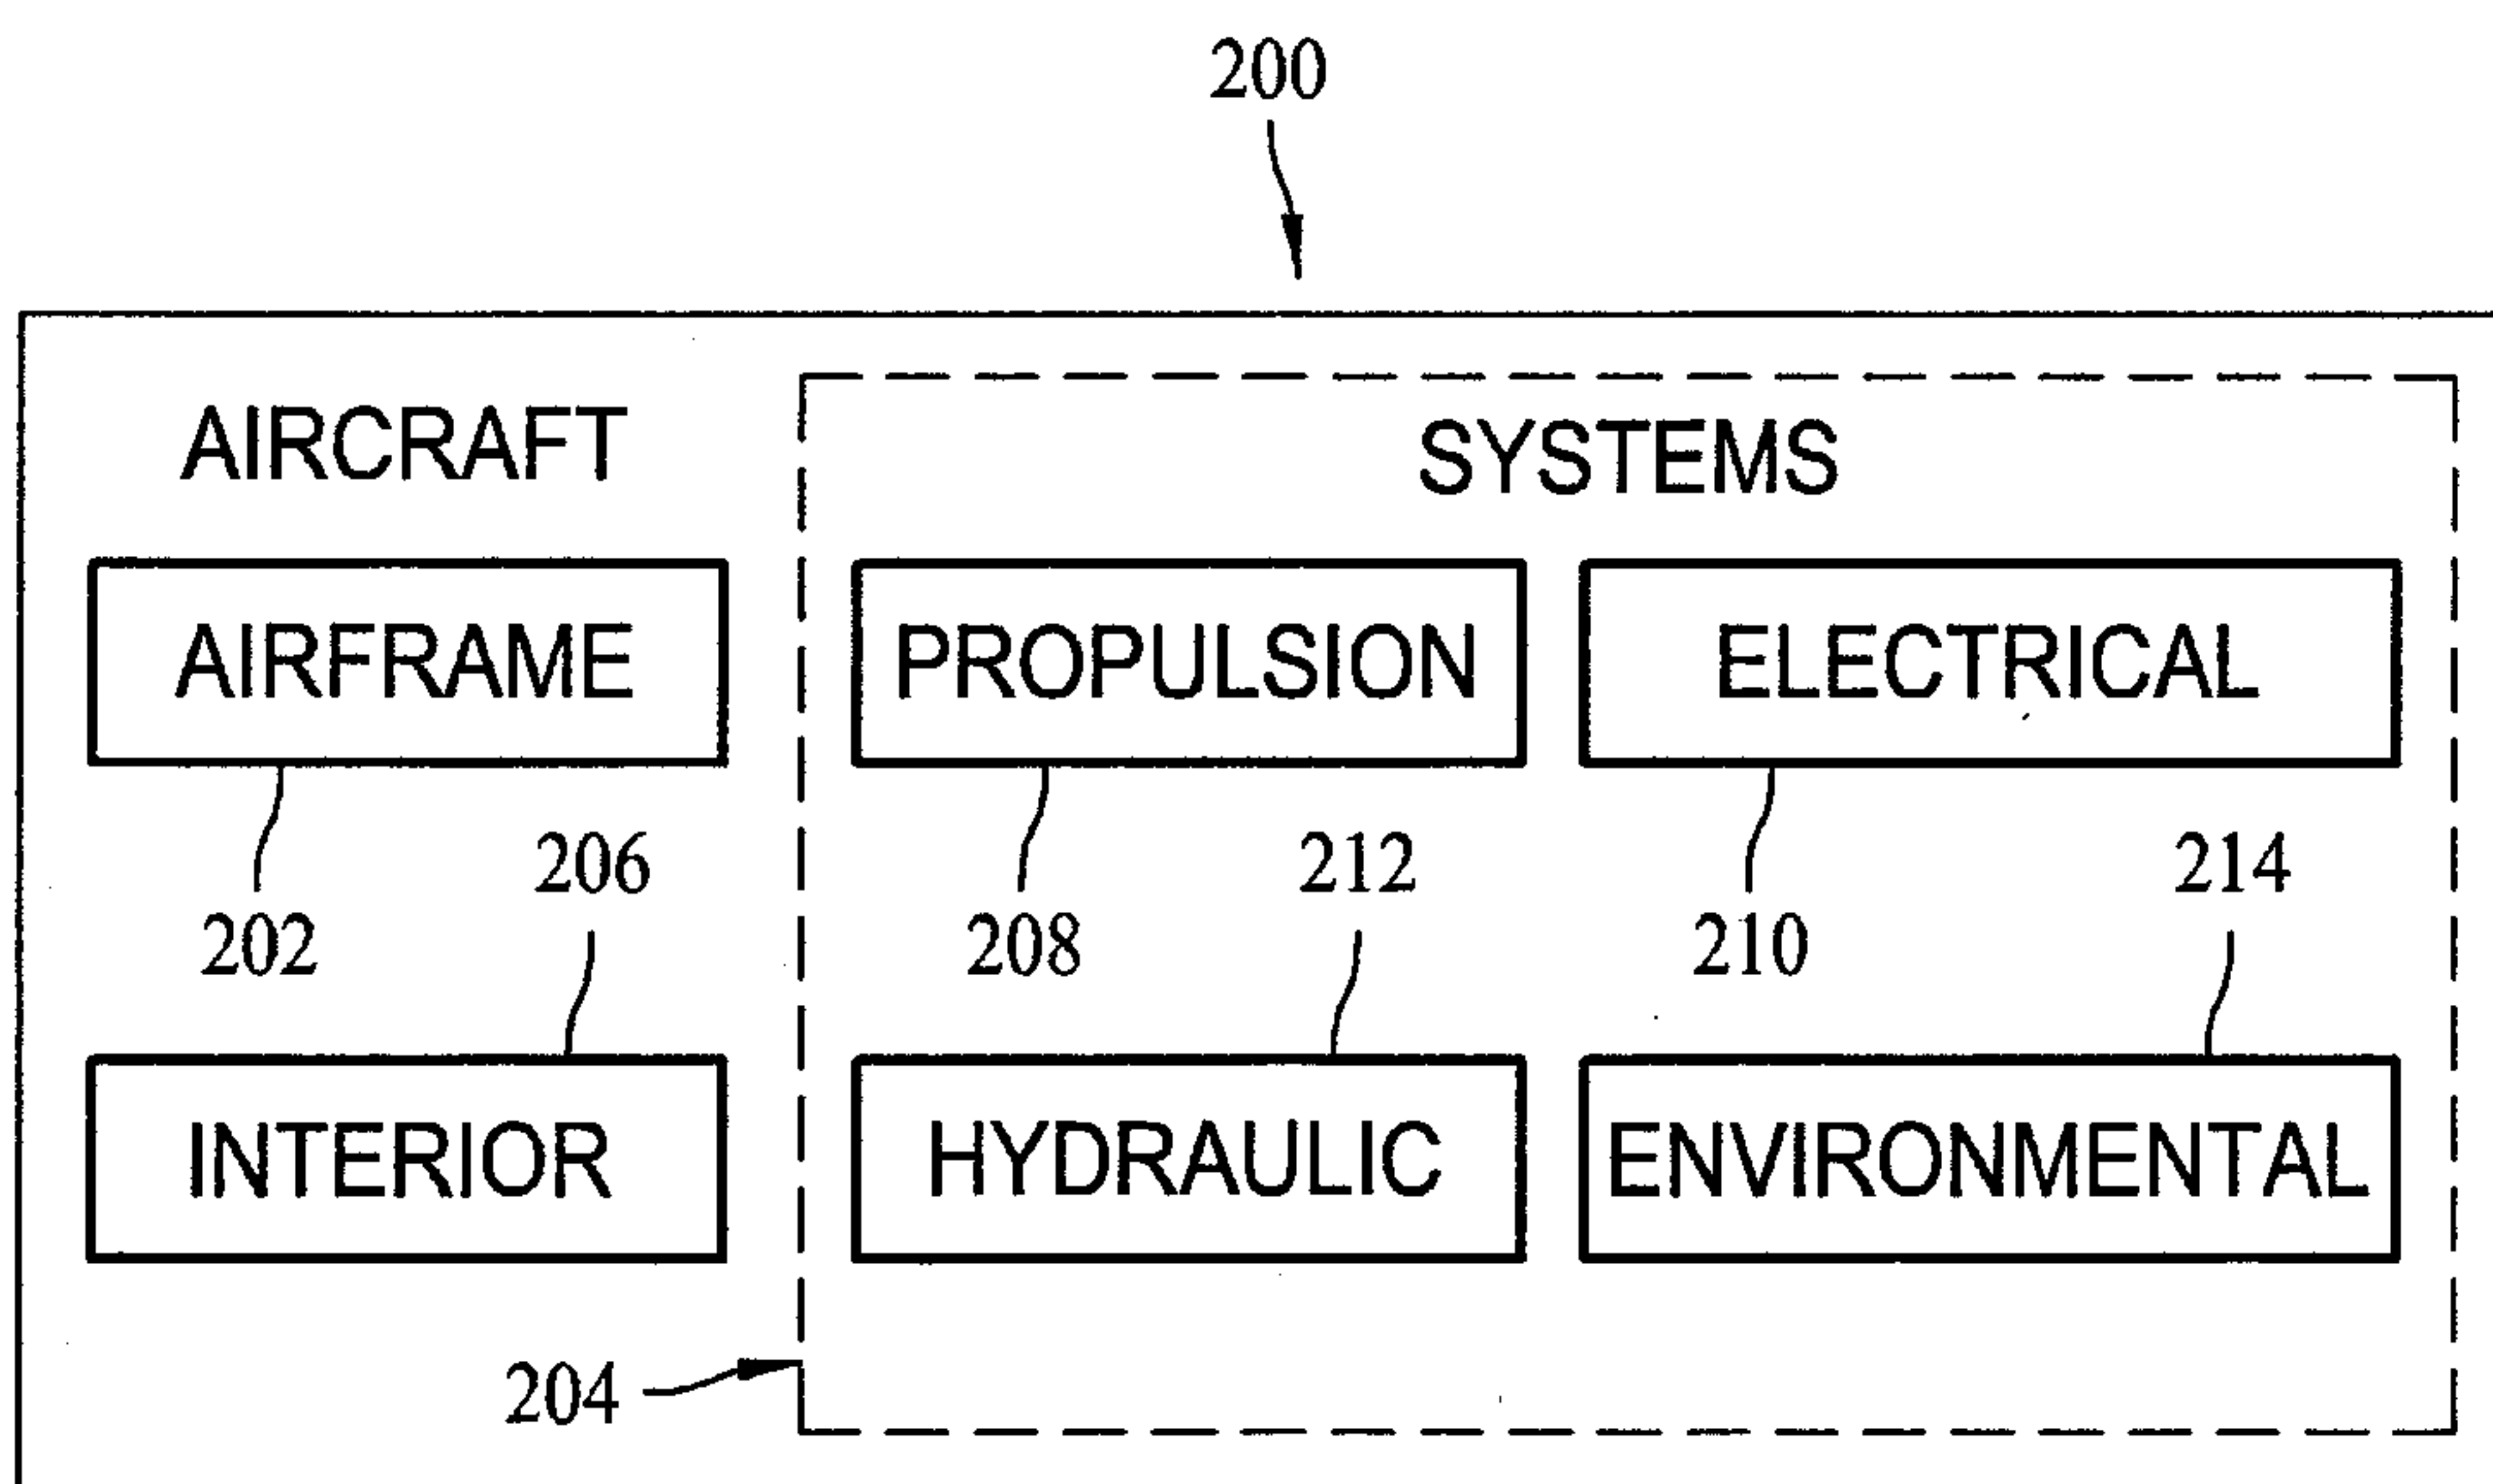 200
AIRCRAFT
SYSTEMS
AIRFRAME
PROPULSION
ELECTRICAL
206
212
214
202
208
210
INTERIOR
HYDRAULIC
ENVIRONMENTAL
204